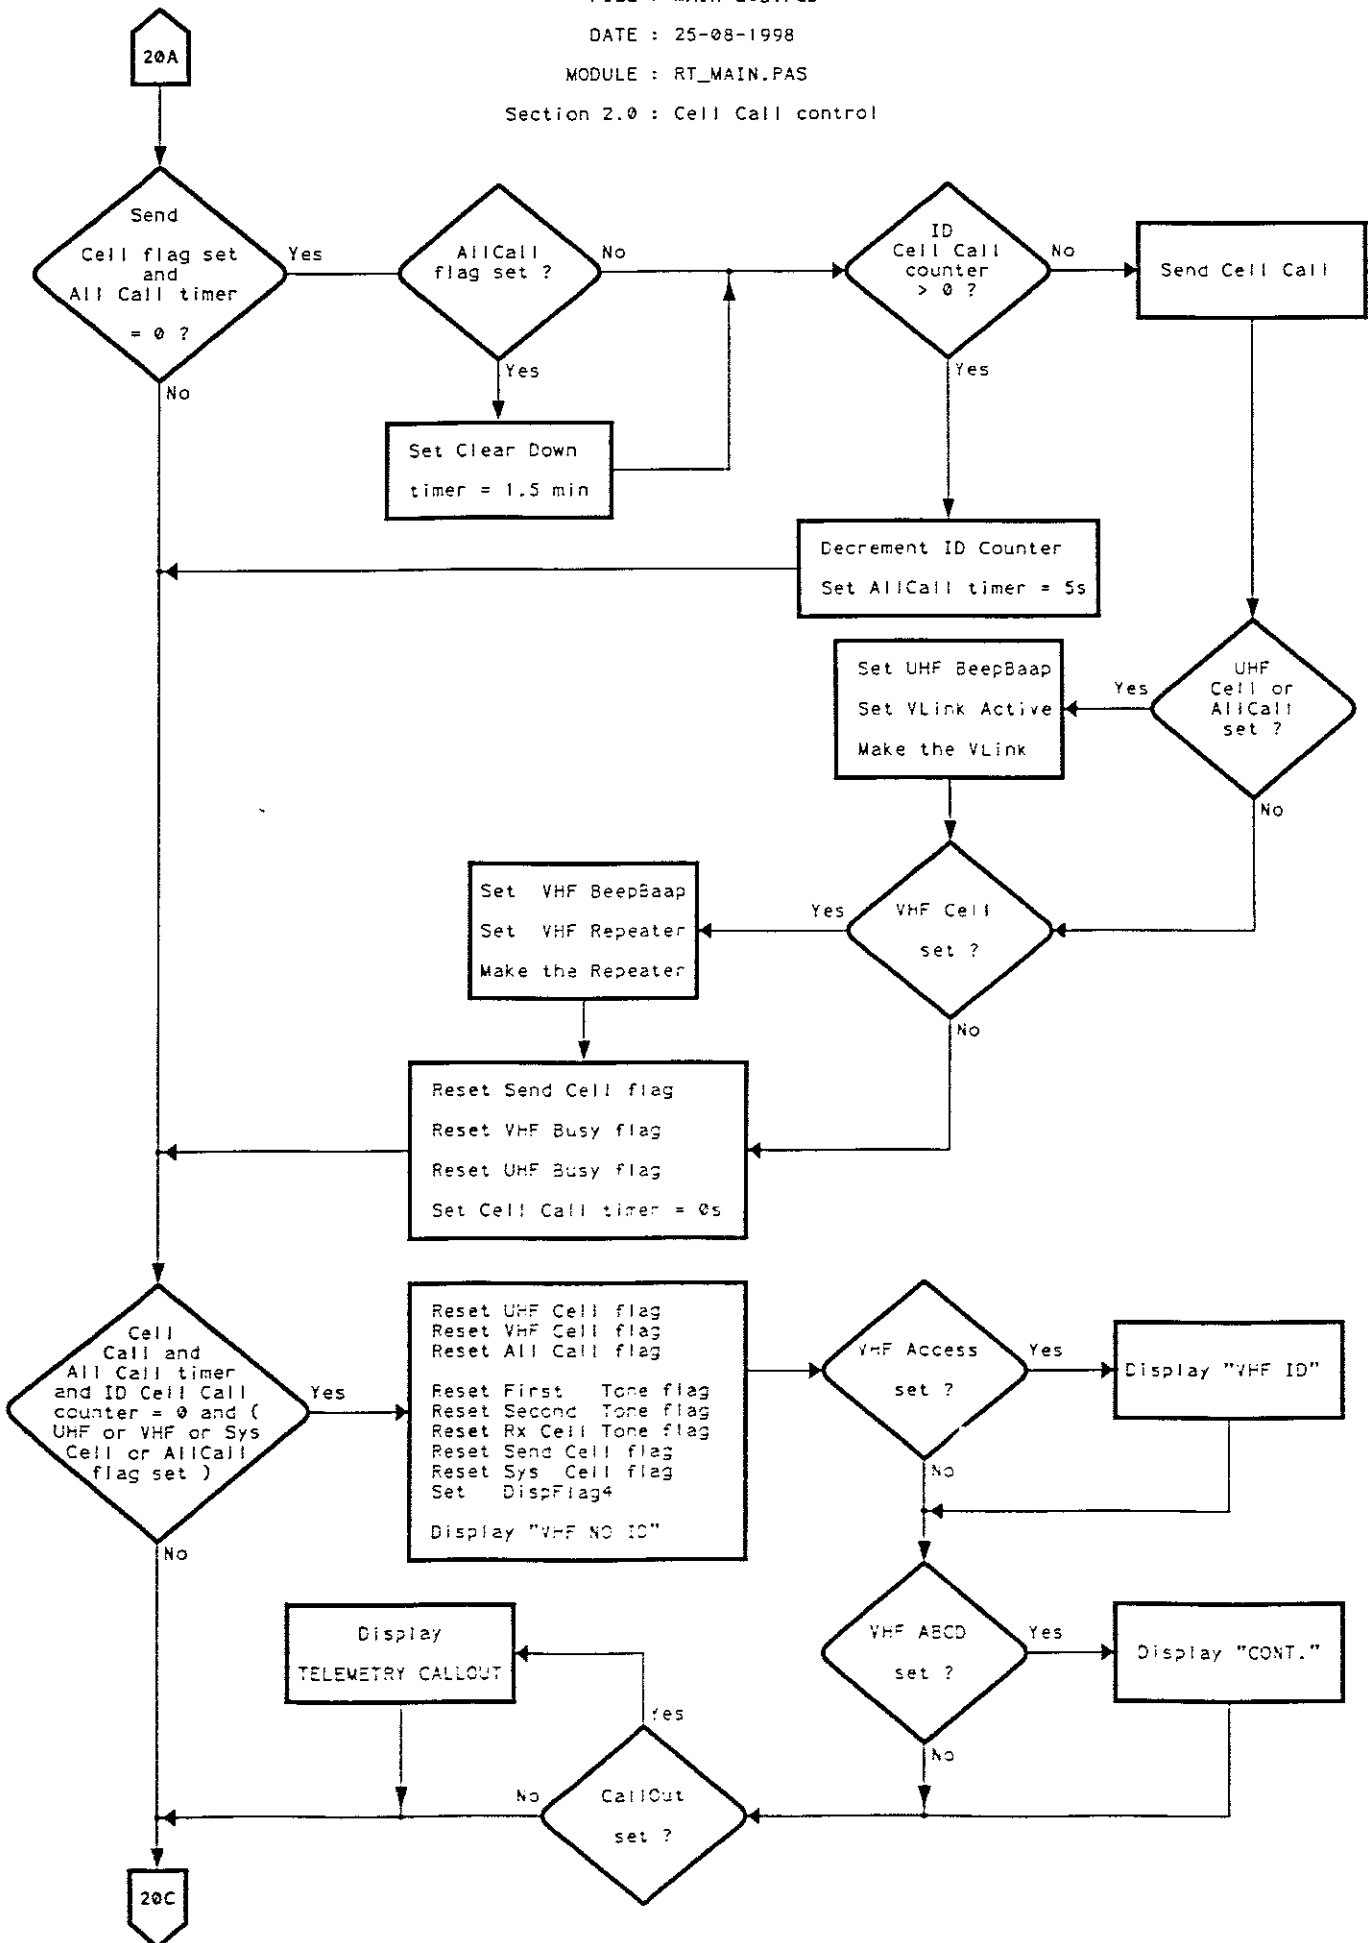 DATE : 25-08-1998
MODULE : RT_MAIN.PAS
Section 2.0 : Cell Call control
20A
Send
Cell flag set
and
All Call timer
= 0 ?
Yes
No
AllCall
flag set ?
No
Yes
Set Clear Down
timer = 1.5 min
ID
Cell Call
counter
> 0 ?
No
Yes
Send Cell Call
Decrement ID Counter
Set AllCall timer = 5s
UHF
Cell or
AllCall
set ?
Yes
No
Set UHF BeepBaap
Set VLink Active
Make the VLink
VHF Cell
set ?
Yes
No
Set VHF BeepBaap
Set VHF Repeater
Make the Repeater
Reset Send Cell flag
Reset VHF Busy flag
Reset UHF Busy flag
Set Cell Call timer = 0s
Cell
Call and
All Call timer
and ID Cell Call
counter = 0 and (
UHF or VHF or Sys
Cell or AllCall
flag set )
Yes
No
Reset UHF Cell flag
Reset VHF Cell flag
Reset All Call flag
Reset First Tone flag
Reset Second Tone flag
Reset Rx Cell Tone flag
Reset Send Cell flag
Reset Sys Cell flag
Set DispFlag4
Display "VHF NO ID"
VHF Access
set ?
Yes
No
Display "VHF ID"
VHF ABCD
set ?
Yes
No
Display "CONT."
Display
TELEMETRY CALLOUT
Yes
No
CallOut
set ?
20C